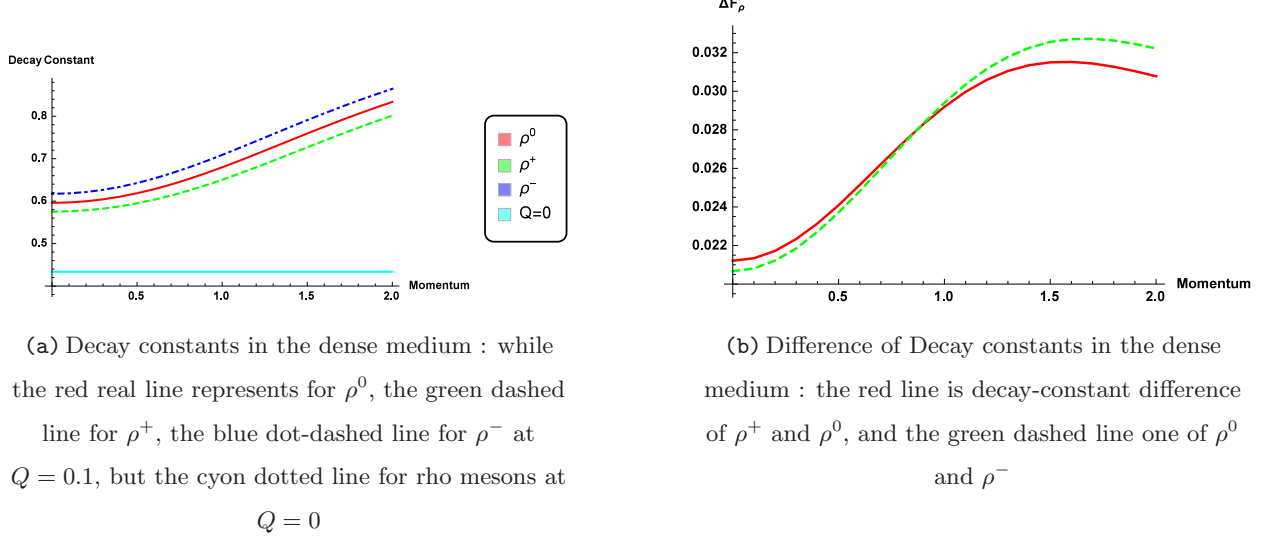 Decay Constant
0.8
0.7
0.6
0.5
0.5
1.0
1.5
2.0
Momentum
ρ⁰
ρ⁺
ρ⁻
Q=0
(a) Decay constants in the dense medium : while
the red real line represents for ρ⁰, the green dashed
line for ρ⁺, the blue dot-dashed line for ρ⁻ at
Q = 0.1, but the cyon dotted line for rho mesons at
Q = 0
ΔFρ
0.032
0.030
0.028
0.026
0.024
0.022
0.5
1.0
1.5
2.0
Momentum
(b) Difference of Decay constants in the dense
medium : the red line is decay-constant difference
of ρ⁺ and ρ⁰, and the green dashed line one of ρ⁰
and ρ⁻